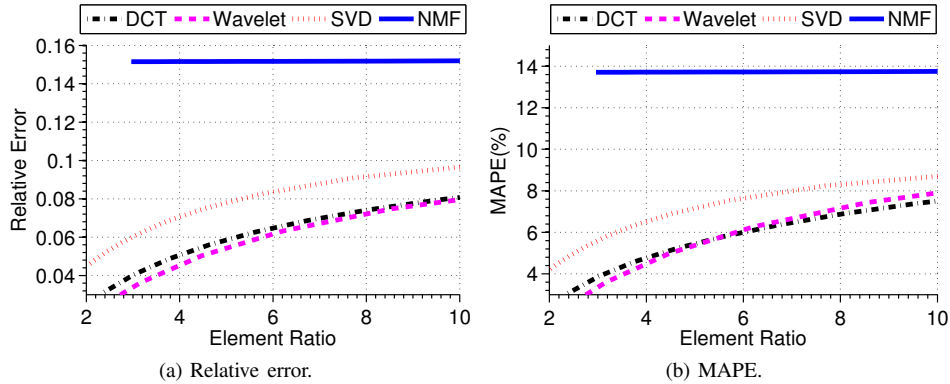 DCT Wavelet SVD NMF
0.16
0.14
0.12
0.1
0.08
0.06
0.04
Relative Error
2 4 6 8 10
Element Ratio
(a) Relative error.
DCT Wavelet SVD NMF
14
12
10
8
6
4
MAPE(%)
2 4 6 8 10
Element Ratio
(b) MAPE.